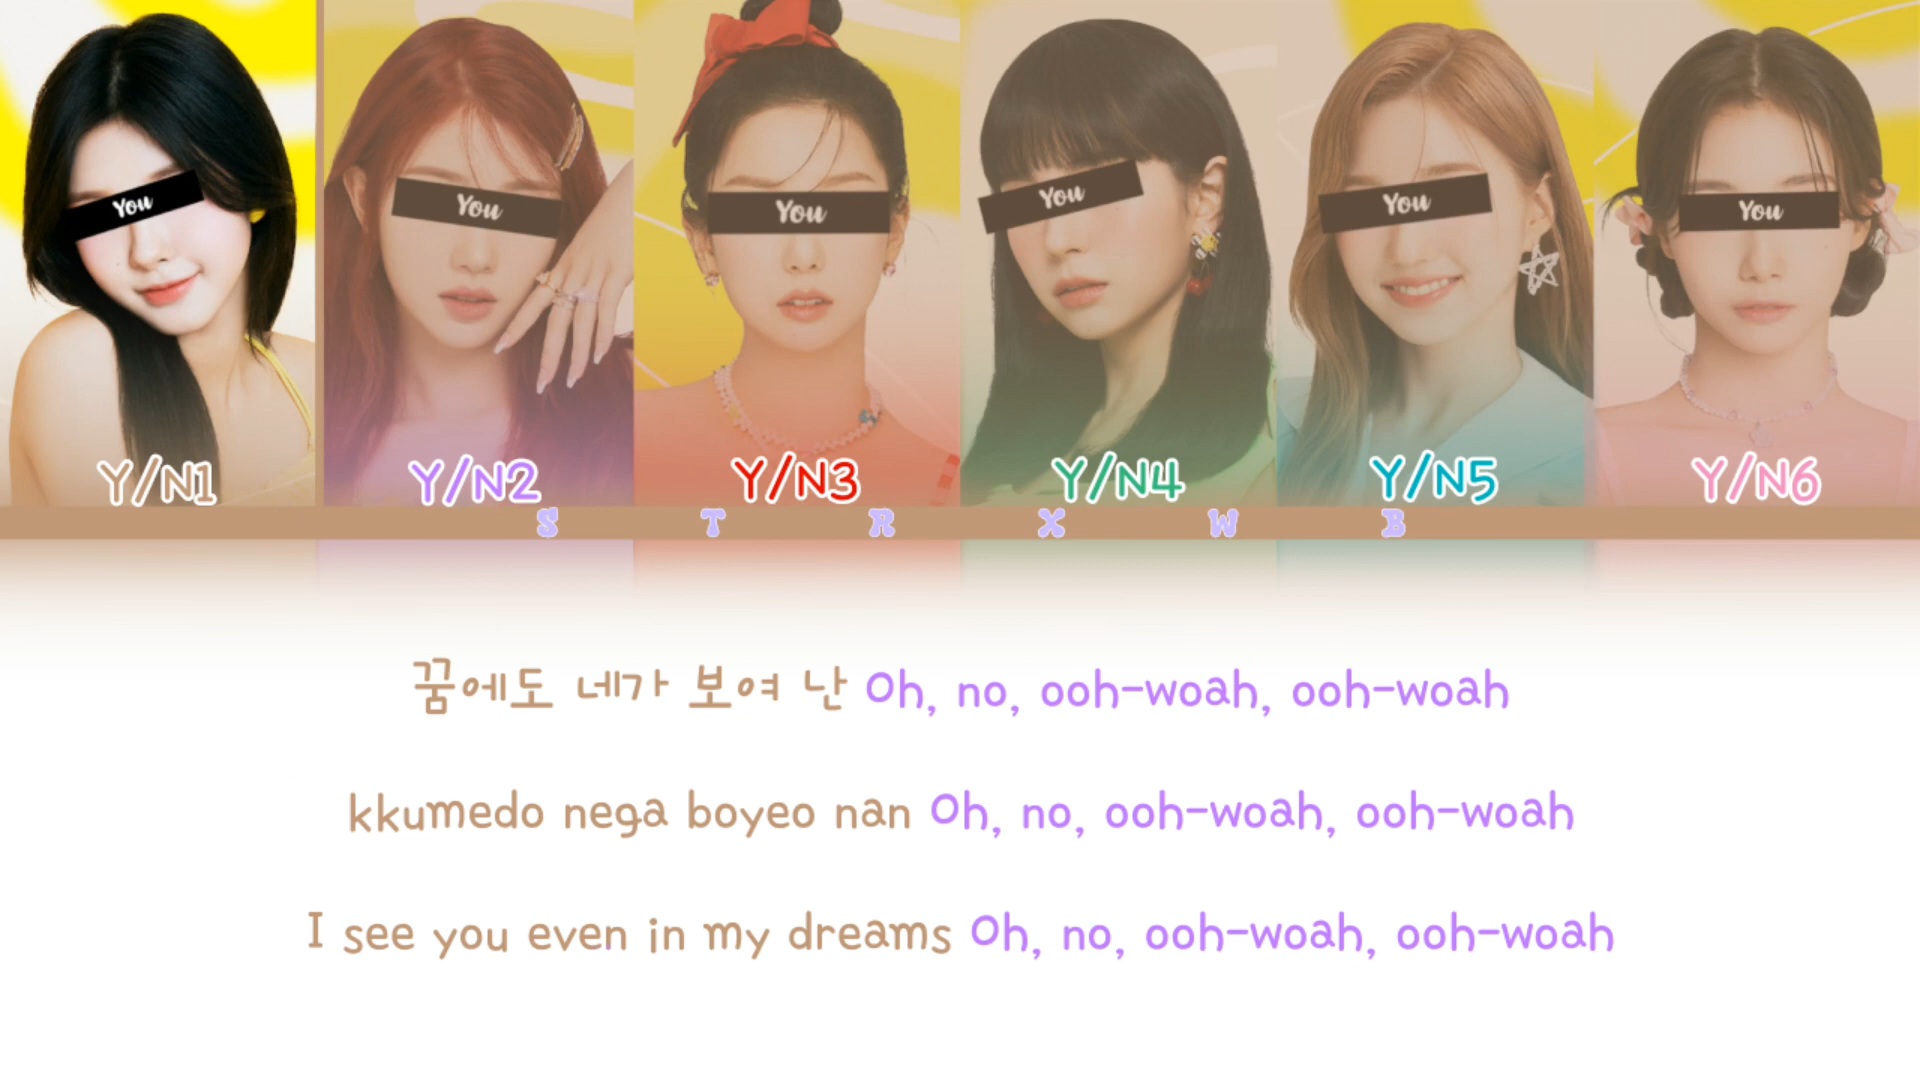 You You You You You You
Y/N1 Y/N2 Y/N3 Y/N4 Y/N5 Y/N6
S T R X W B
꿈에도 네가 보여 난 Oh, no, ooh-woah, ooh-woah
kkumedo nega boyeo nan Oh, no, ooh-woah, ooh-woah
I see you even in my dreams Oh, no, ooh-woah, ooh-woah